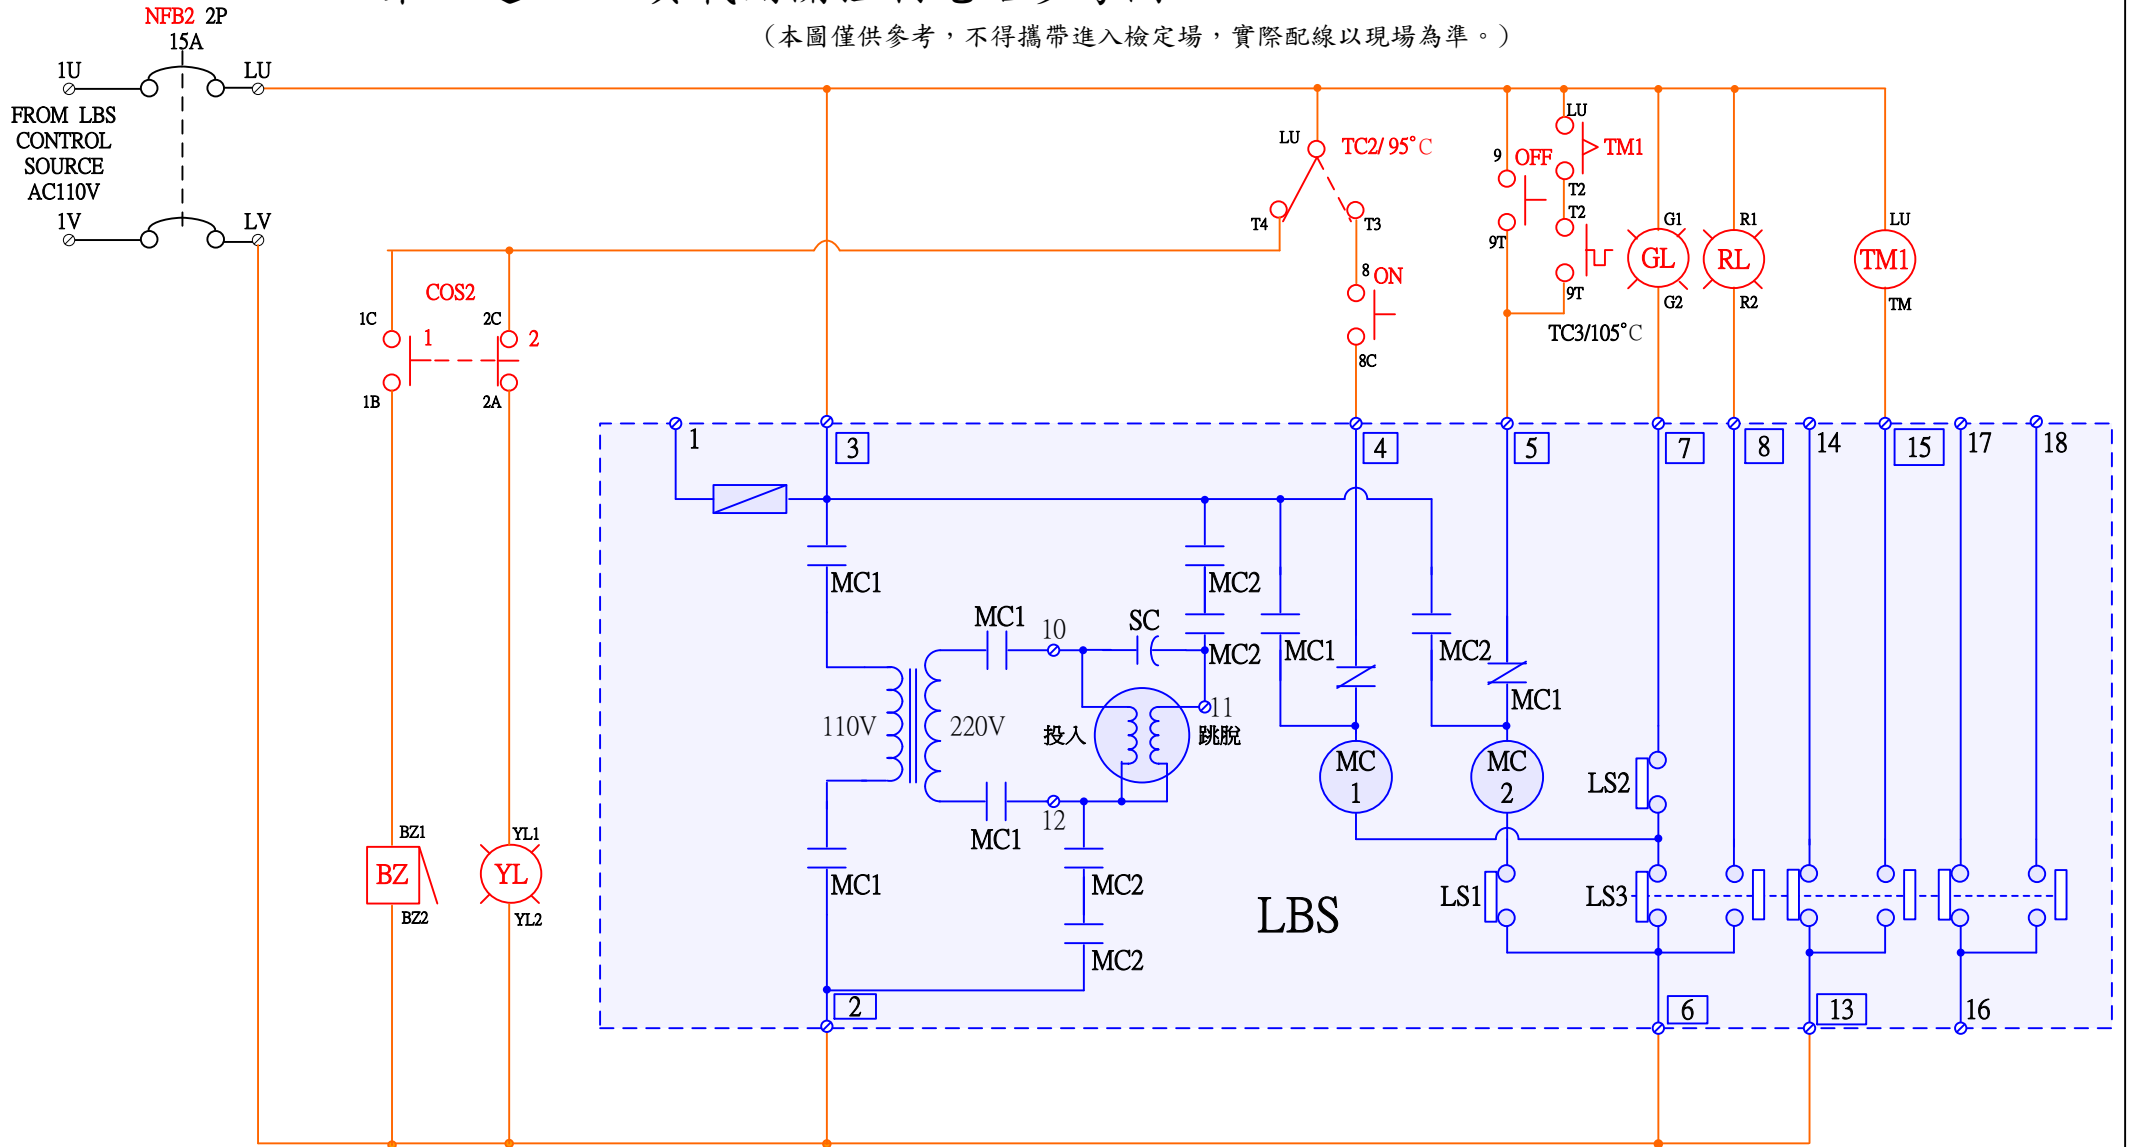 (本圖僅供參考，不得攜帶進入檢定場，實際配線以現場為準。)
NFB2 2P
15A
1U
LU
FROM LBS
CONTROL
SOURCE
AC110V
1V
LV
LU
TC2/ 95°C
T4
T3
8
ON
8C
9
OFF
9T
LU
TM1
T2
T2
9T
TC3/105°C
G1
GL
G2
R1
RL
R2
LU
TM1
TM
COS2
1C
1
2C
2
1B
2A
1
3
4
5
7
8
14
15
17
18
MC1
MC2
MC1
10
SC
MC2
MC1
MC2
MC1
110V
220V
投入
11
跳脫
MC
1
MC
2
LS2
12
MC1
BZ1
BZ
BZ2
YL1
YL
YL2
MC1
MC2
LBS
LS1
LS3
MC2
2
6
13
16